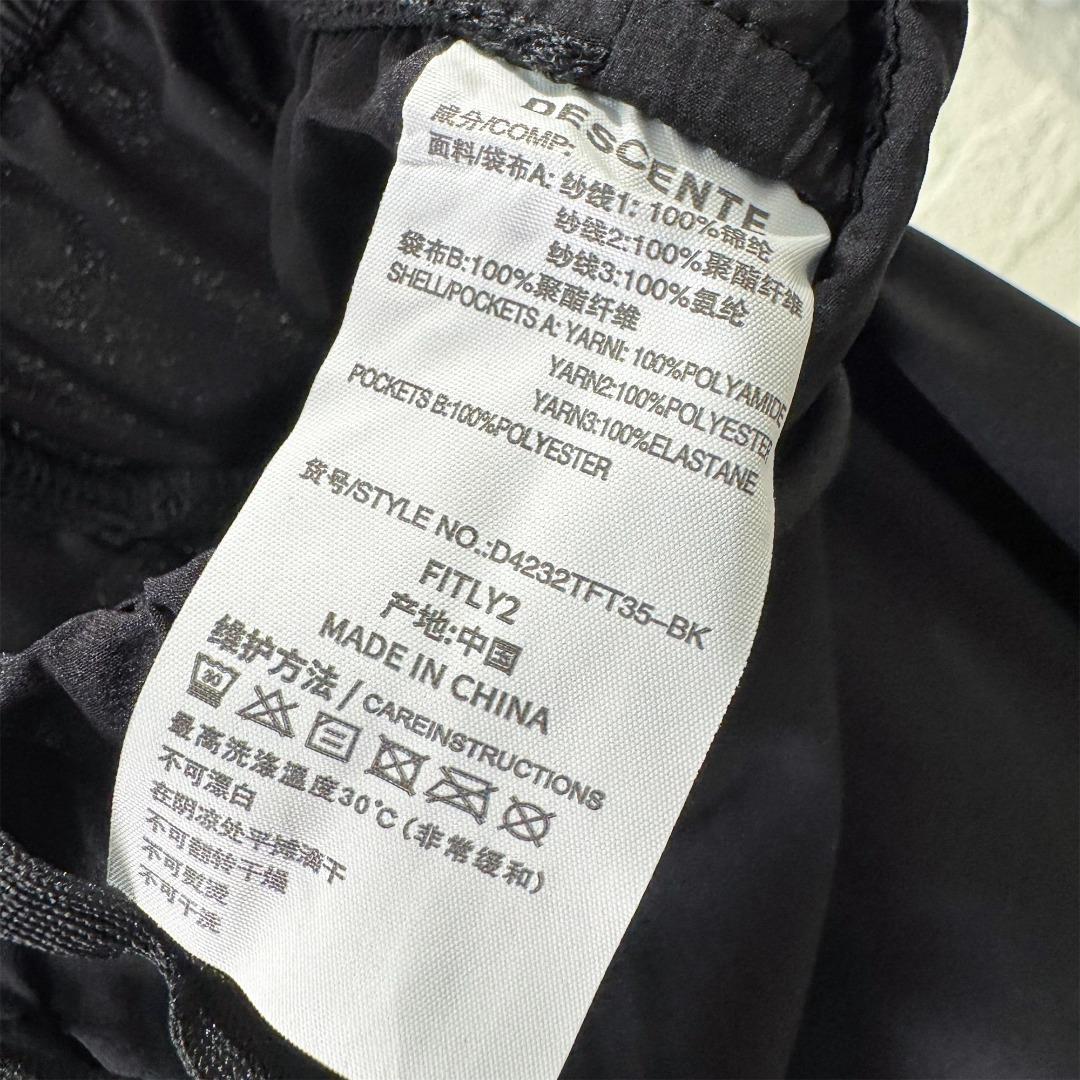 DESCENTE
成分/COMP:
面料/袋布A: 纱线1: 100%锦纶
纱线2:100%聚酯纤维
纱线3:100%氨纶
袋布B:100%聚酯纤维
SHELL/POCKETS A: YARN1: 100%POLYAMIDE
YARN2:100%POLYESTER
YARN3:100%ELASTANE
POCKETS B:100%POLYESTER
货号/STYLE NO.:D4232TFT35-BK
FITLY2
产地:中国
MADE IN CHINA
维护方法 / CAREINSTRUCTIONS
30
最高洗涤温度30℃(非常缓和)
不可漂白
在阴凉处平摊滴干
不可翻转干燥
不可熨烫
不可干洗